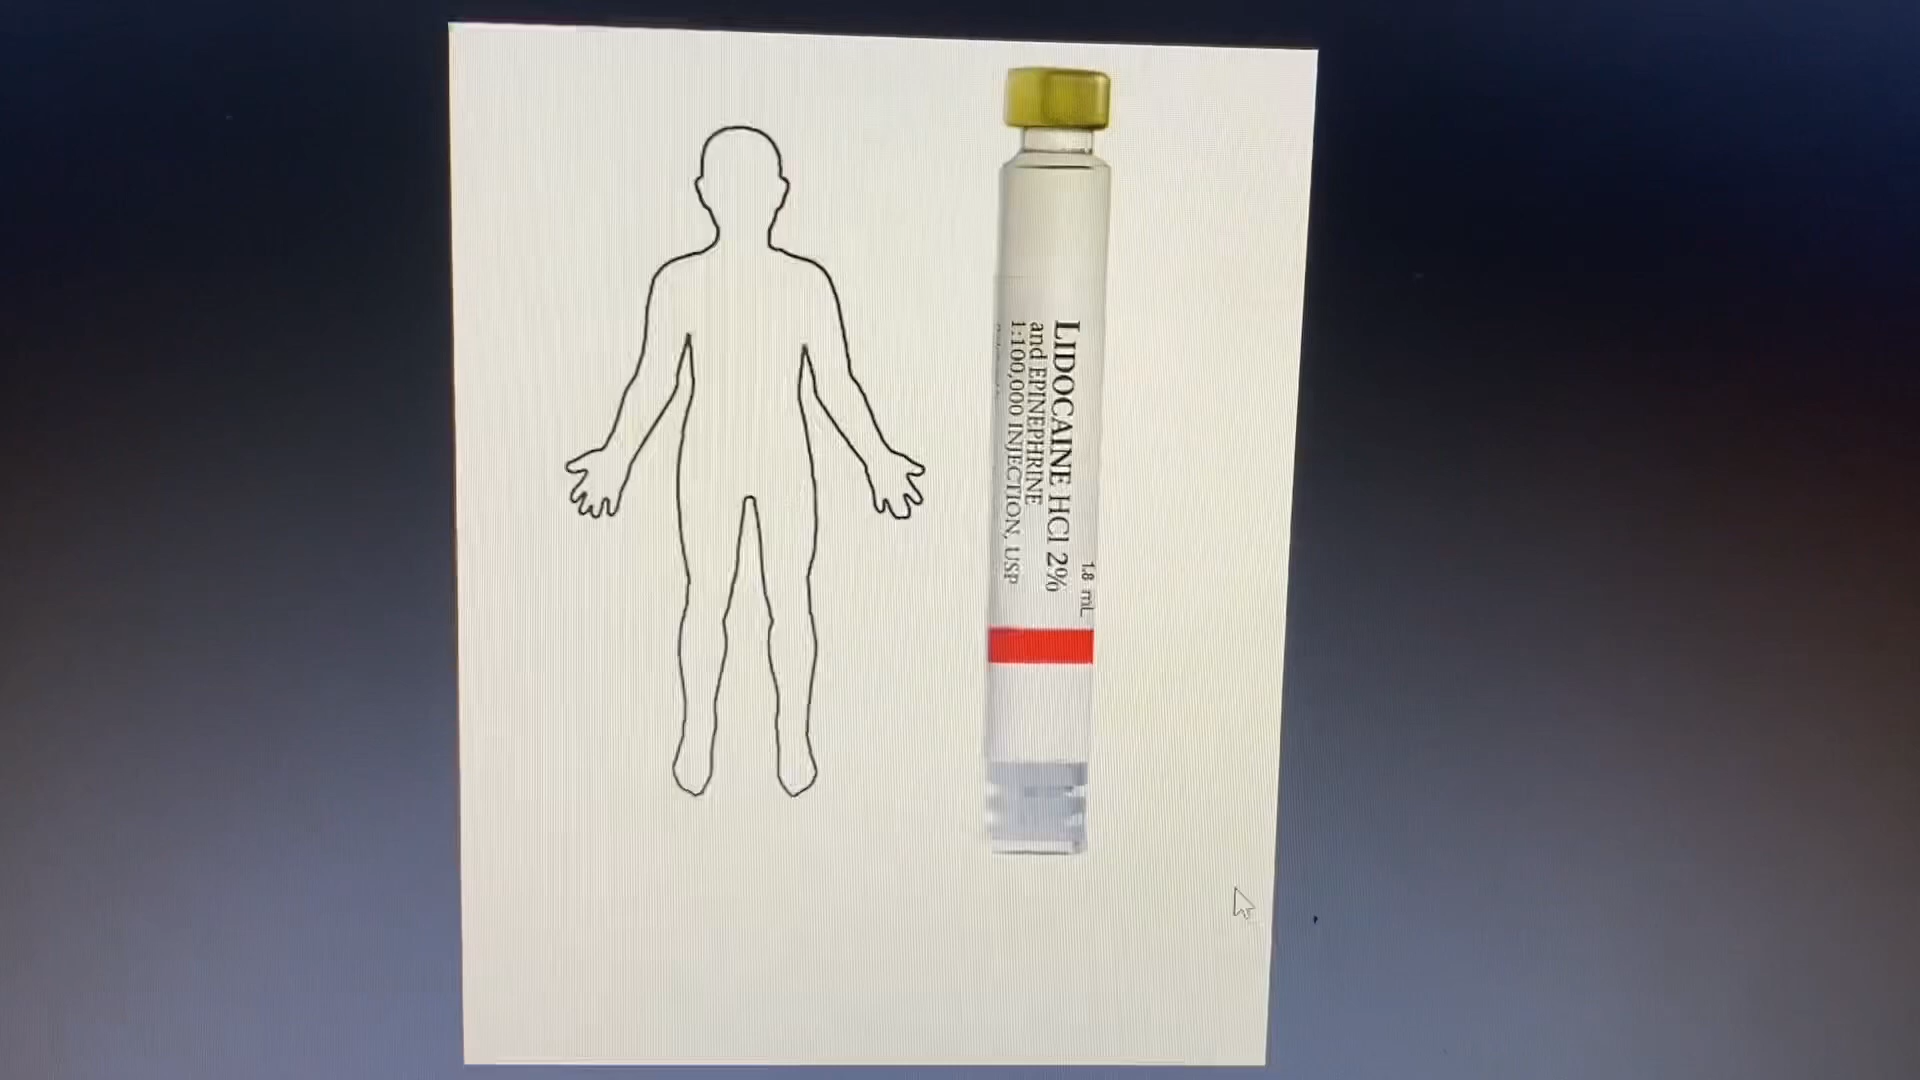 1.8 mL
LIDOCAINE HCl 2%
and EPINEPHRINE
1:100,000 INJECTION, USP